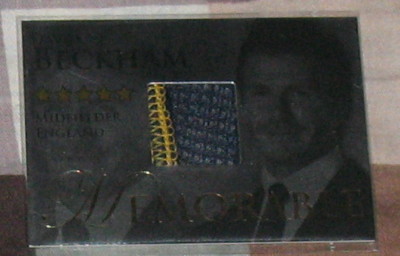 BECKHAM
MIDFIELDER
ENGLAND
MEMORABLE